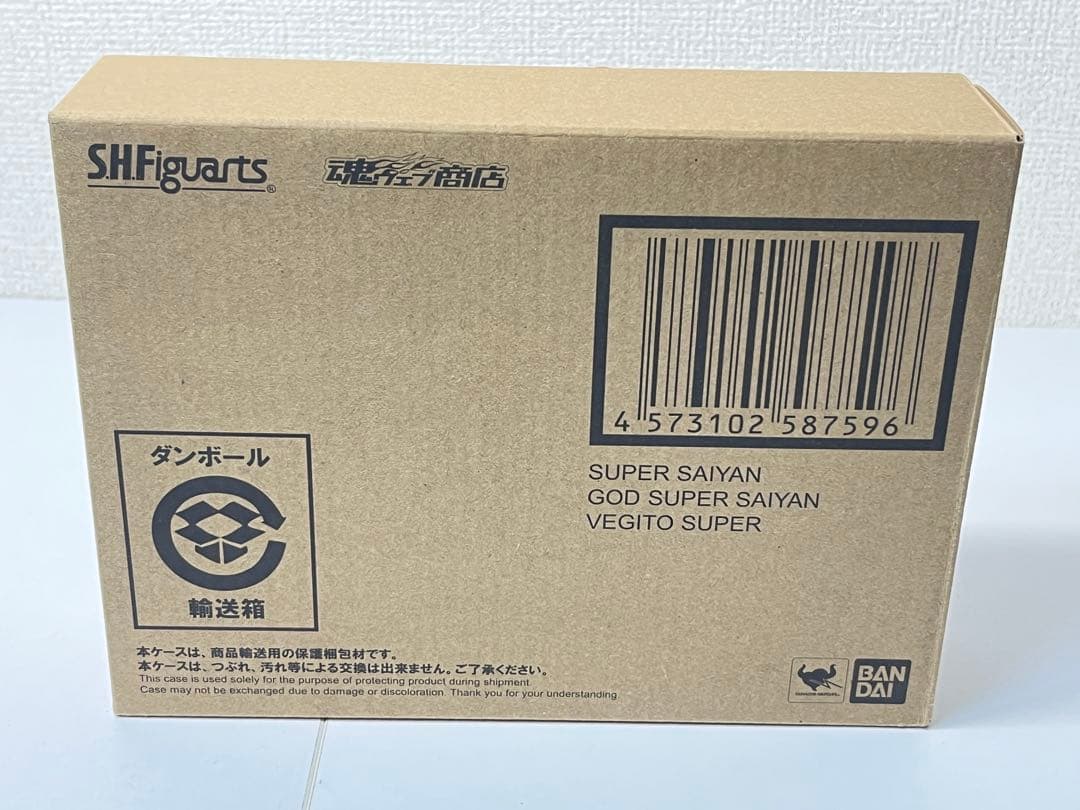 S.H.Figuarts®
魂ウェブ商店
4 573102 587596
SUPER SAIYAN
GOD SUPER SAIYAN
VEGITO SUPER
ダンボール
輸送箱
本ケースは、商品輸送用の保護梱包材です。
本ケースは、つぶれ、汚れ等による交換は出来ません。ご了承ください。
This case is used solely for the purpose of protecting product during shipment.
Case may not be exchanged due to damage or discoloration. Thank you for your understanding
BAN
DAI